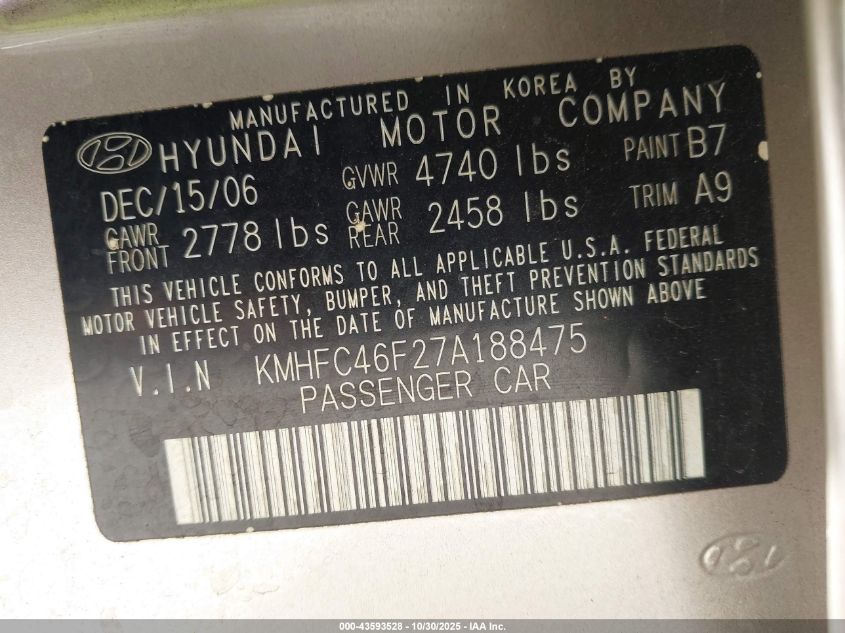 MANUFACTURED IN KOREA BY
HYUNDAI MOTOR COMPANY
DEC/15/06 GVWR 4740 lbs PAINT B7
GAWR FRONT 2778 lbs GAWR REAR 2458 lbs TRIM A9
THIS VEHICLE CONFORMS TO ALL APPLICABLE U.S.A. FEDERAL
MOTOR VEHICLE SAFETY, BUMPER, AND THEFT PREVENTION STANDARDS
IN EFFECT ON THE DATE OF MANUFACTURE SHOWN ABOVE
V.I.N KMHFC46F27A188475
PASSENGER CAR
000-43593528 - 10/30/2025 - IAA Inc.